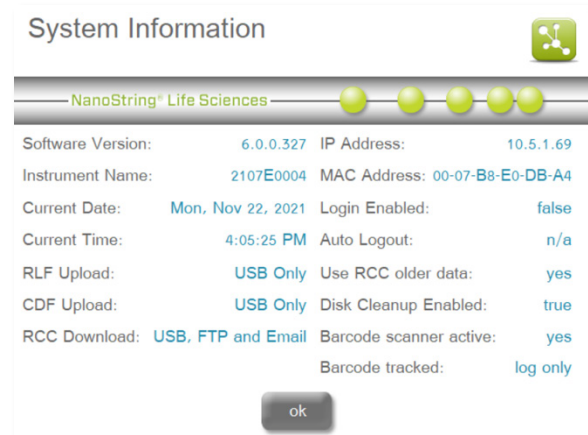 System Information
NanoString® Life Sciences
Software Version: 6.0.0.327 IP Address: 10.5.1.69
Instrument Name: 2107E0004 MAC Address: 00-07-B8-E0-DB-A4
Current Date: Mon, Nov 22, 2021 Login Enabled: false
Current Time: 4:05:25 PM Auto Logout: n/a
RLF Upload: USB Only Use RCC older data: yes
CDF Upload: USB Only Disk Cleanup Enabled: true
RCC Download: USB, FTP and Email Barcode scanner active: yes
Barcode tracked: log only
ok